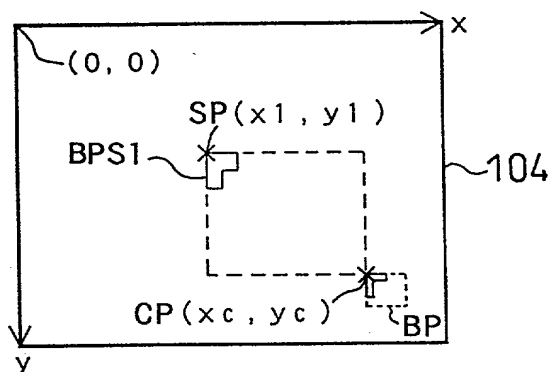 x
(0, 0)
SP(x1, y1)
BPS1
104
CP(xc, yc)
BP
y